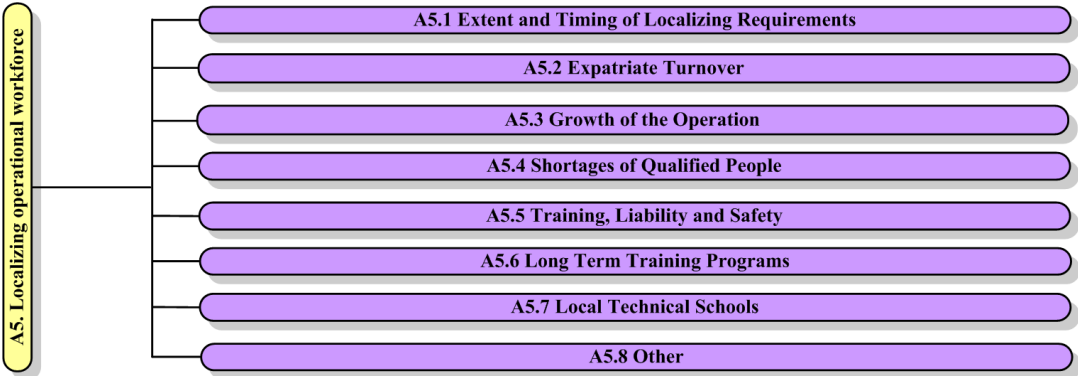 A5. Localizing operational workforce
A5.1 Extent and Timing of Localizing Requirements
A5.2 Expatriate Turnover
A5.3 Growth of the Operation
A5.4 Shortages of Qualified People
A5.5 Training, Liability and Safety
A5.6 Long Term Training Programs
A5.7 Local Technical Schools
A5.8 Other